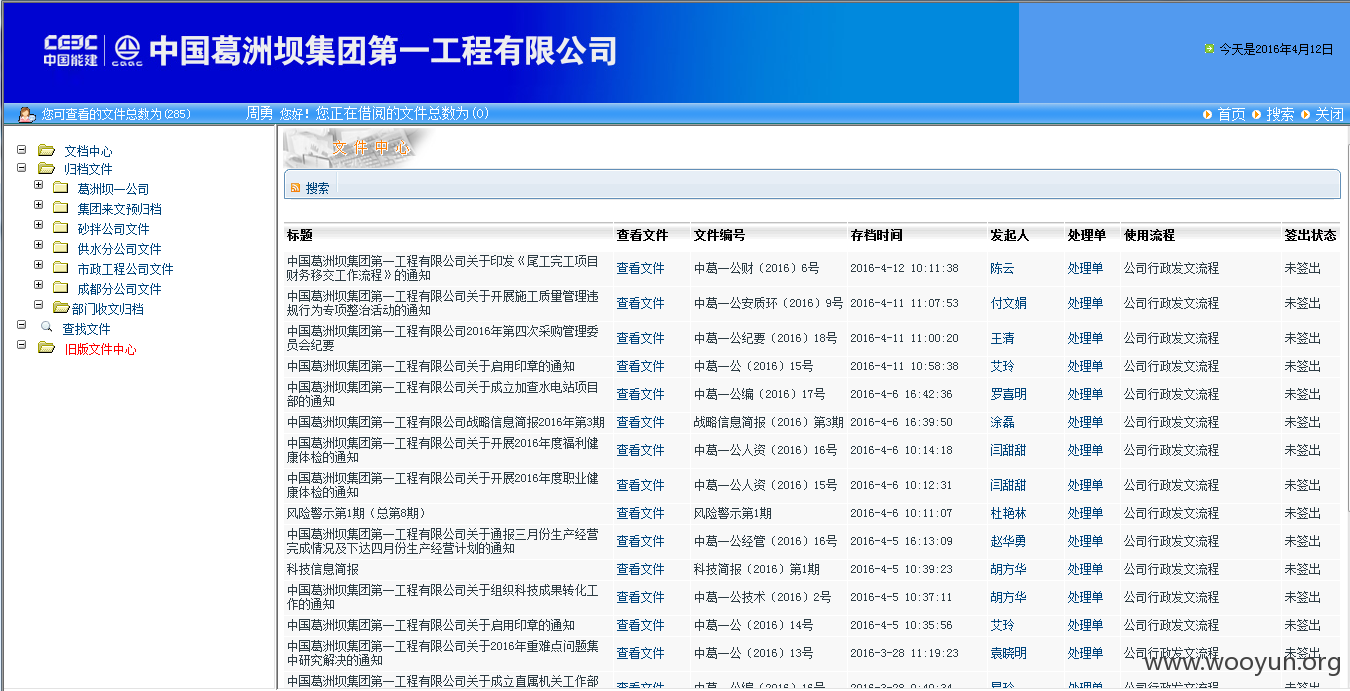 CEEC 中国能建 CGGC 中国葛洲坝集团第一工程有限公司
今天是2016年4月12日
您可查看的文件总数为(285) 周勇 您好! 您正在借阅的文件总数为(0) 首页 搜索 关闭
文档中心
归档文件
葛洲坝一公司
集团来文预归档
砂拌公司文件
供水分公司文件
市政工程公司文件
成都分公司文件
部门收文归档
查找文件
旧版文件中心
文件中心
搜索
标题 查看文件 文件编号 存档时间 发起人 处理单 使用流程 签出状态
中国葛洲坝集团第一工程有限公司关于印发《尾工完工项目
财务移交工作流程》的通知 查看文件 中葛一公财（2016）6号 2016-4-12 10:11:38 陈云 处理单 公司行政发文流程 未签出
中国葛洲坝集团第一工程有限公司关于开展施工质量管理违
规行为专项整治活动的通知 查看文件 中葛一公安质环（2016）9号 2016-4-11 11:07:53 付文娟 处理单 公司行政发文流程 未签出
中国葛洲坝集团第一工程有限公司2016年第四次采购管理委
员会纪要 查看文件 中葛一公纪要（2016）18号 2016-4-11 11:00:20 王清 处理单 公司行政发文流程 未签出
中国葛洲坝集团第一工程有限公司关于启用印章的通知 查看文件 中葛一公（2016）15号 2016-4-11 10:58:38 艾玲 处理单 公司行政发文流程 未签出
中国葛洲坝集团第一工程有限公司关于成立加查水电站项目
部的通知 查看文件 中葛一公编（2016）17号 2016-4-6 16:42:36 罗喜明 处理单 公司行政发文流程 未签出
中国葛洲坝集团第一工程有限公司战略信息简报2016年第3期 查看文件 战略信息简报（2016）第3期 2016-4-6 16:39:50 涂磊 处理单 公司行政发文流程 未签出
中国葛洲坝集团第一工程有限公司关于开展2016年度福利健
康体检的通知 查看文件 中葛一公人资（2016）16号 2016-4-6 10:14:18 闫甜甜 处理单 公司行政发文流程 未签出
中国葛洲坝集团第一工程有限公司关于开展2016年度职业健
康体检的通知 查看文件 中葛一公人资（2016）15号 2016-4-6 10:12:31 闫甜甜 处理单 公司行政发文流程 未签出
风险警示第1期（总第8期） 查看文件 风险警示第1期 2016-4-6 10:11:07 杜艳林 处理单 公司行政发文流程 未签出
中国葛洲坝集团第一工程有限公司关于通报三月份生产经营
完成情况及下达四月份生产经营计划的通知 查看文件 中葛一公经管（2016）16号 2016-4-5 16:13:09 赵华勇 处理单 公司行政发文流程 未签出
科技信息简报 查看文件 科技简报（2016）第1期 2016-4-5 10:39:23 胡方华 处理单 公司行政发文流程 未签出
中国葛洲坝集团第一工程有限公司关于组织科技成果转化工
作的通知 查看文件 中葛一公技术（2016）2号 2016-4-5 10:37:11 胡方华 处理单 公司行政发文流程 未签出
中国葛洲坝集团第一工程有限公司关于启用印章的通知 查看文件 中葛一公（2016）14号 2016-4-5 10:35:56 艾玲 处理单 公司行政发文流程 未签出
中国葛洲坝集团第一工程有限公司关于2016年重难点问题集
中研究解决的通知 查看文件 中葛一公（2016）13号 2016-3-28 11:19:23 袁晓明 处理单 公司行政发文流程 未签出
中国葛洲坝集团第一工程有限公司关于成立直属机关工作部
www.wooyun.org